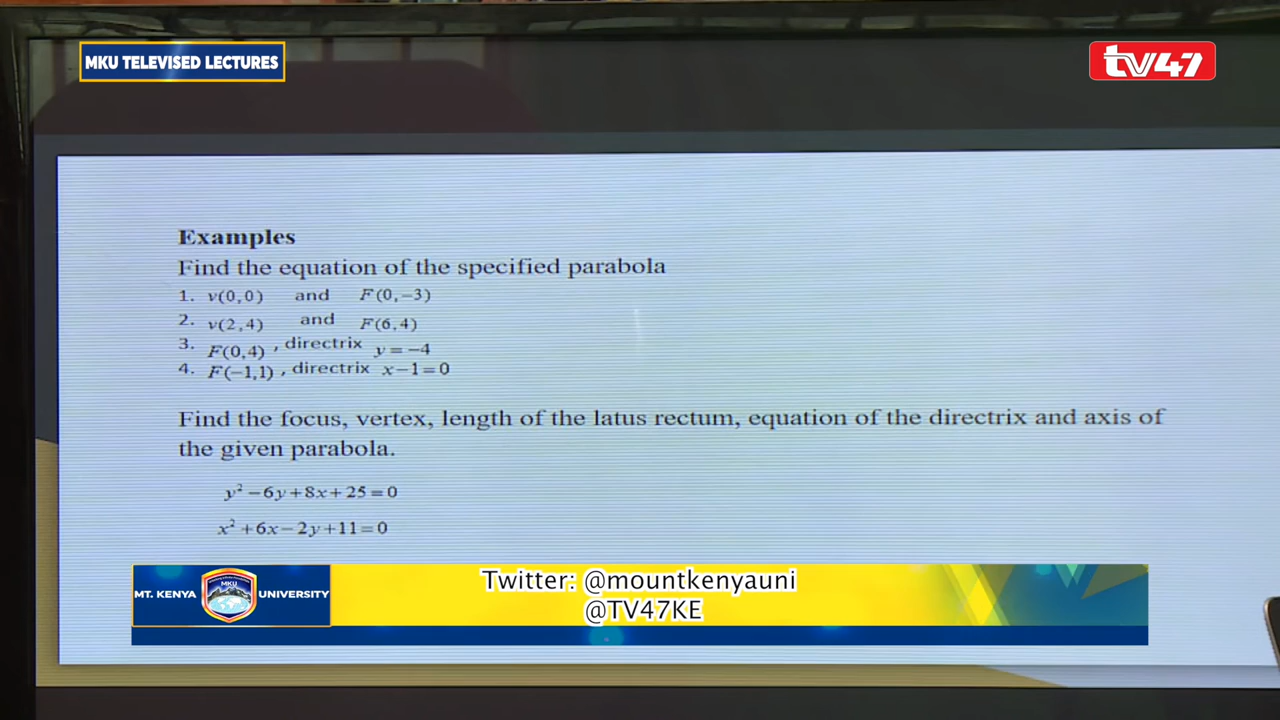 MKU TELEVISED LECTURES
tv47
Examples
Find the equation of the specified parabola
1. v(0,0) and F(0,−3)
2. v(2,4) and F(6,4)
3. F(0,4) , directrix y = −4
4. F(−1,1) , directrix x−1=0
Find the focus, vertex, length of the latus rectum, equation of the directrix and axis of
the given parabola.
y² −6y+8x+25=0
x² +6x−2y+11=0
MT. KENYA MKU UNIVERSITY
Twitter: @mountkenyauni
@TV47KE